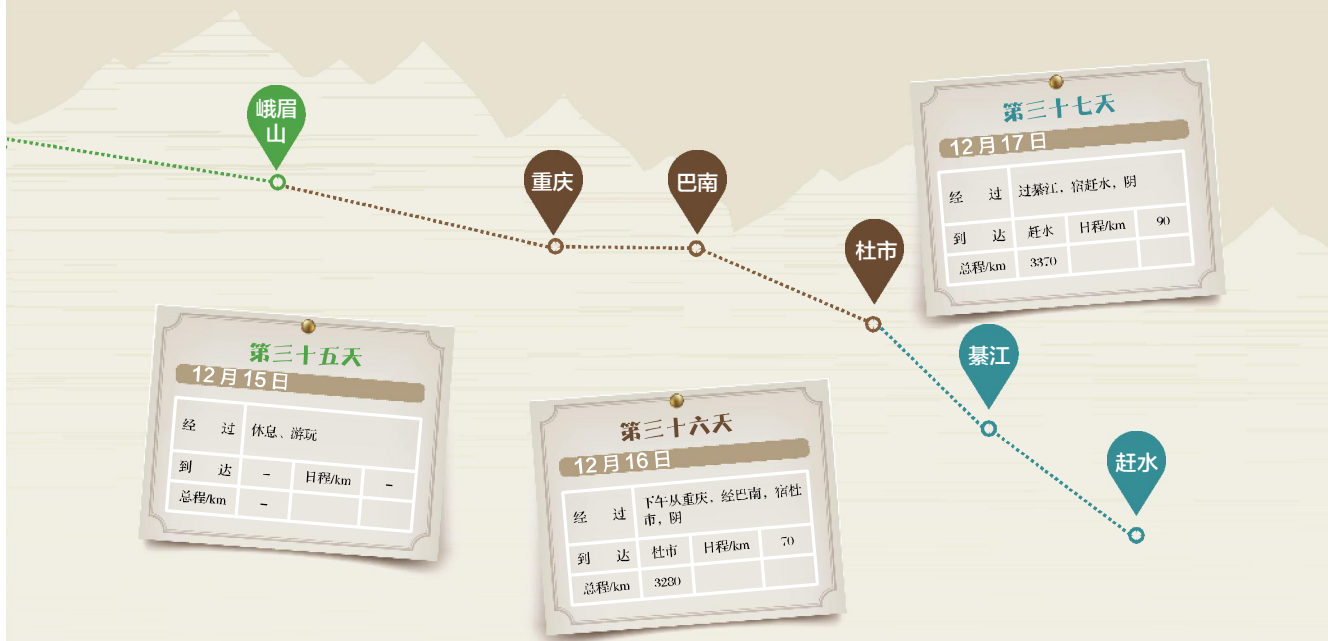 峨眉
山
重庆
巴南
杜市
綦江
赶水
第三十五天
12月15日
经 过 休息、游玩
到 达 – 日程/km –
总程/km –
第三十六天
12月16日
经 过 下午从重庆，经巴南，宿杜
市，阴
到 达 杜市 日程/km 70
总程/km 3280
第三十七天
12月17日
经 过 过綦江，宿赶水，阴
到 达 赶水 日程/km 90
总程/km 3370